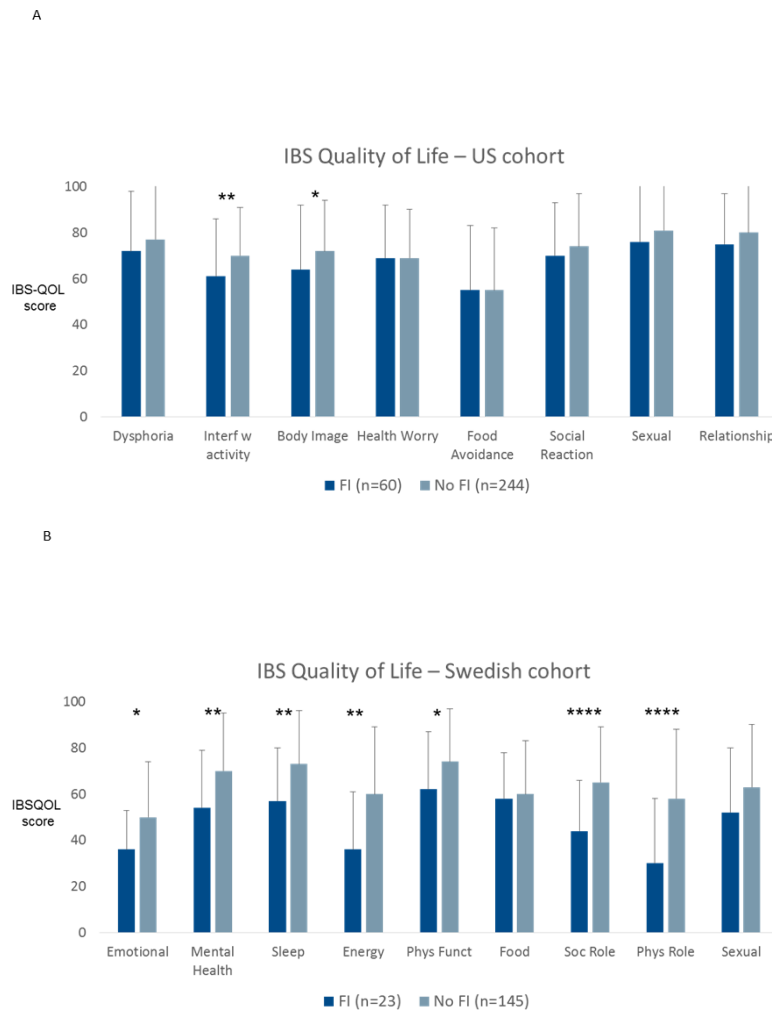 A
IBS Quality of Life – US cohort
** *
100
80
60
40
20
0
IBS-QOL
score
Dysphoria Interf w Body Image Health Worry Food Social Sexual Relationship
activity Avoidance Reaction
FI (n=60) No FI (n=244)
B
IBS Quality of Life – Swedish cohort
* ** ** ** * **** ****
100
80
60
40
20
0
IBSQOL
score
Emotional Mental Sleep Energy Phys Funct Food Soc Role Phys Role Sexual
Health
FI (n=23) No FI (n=145)